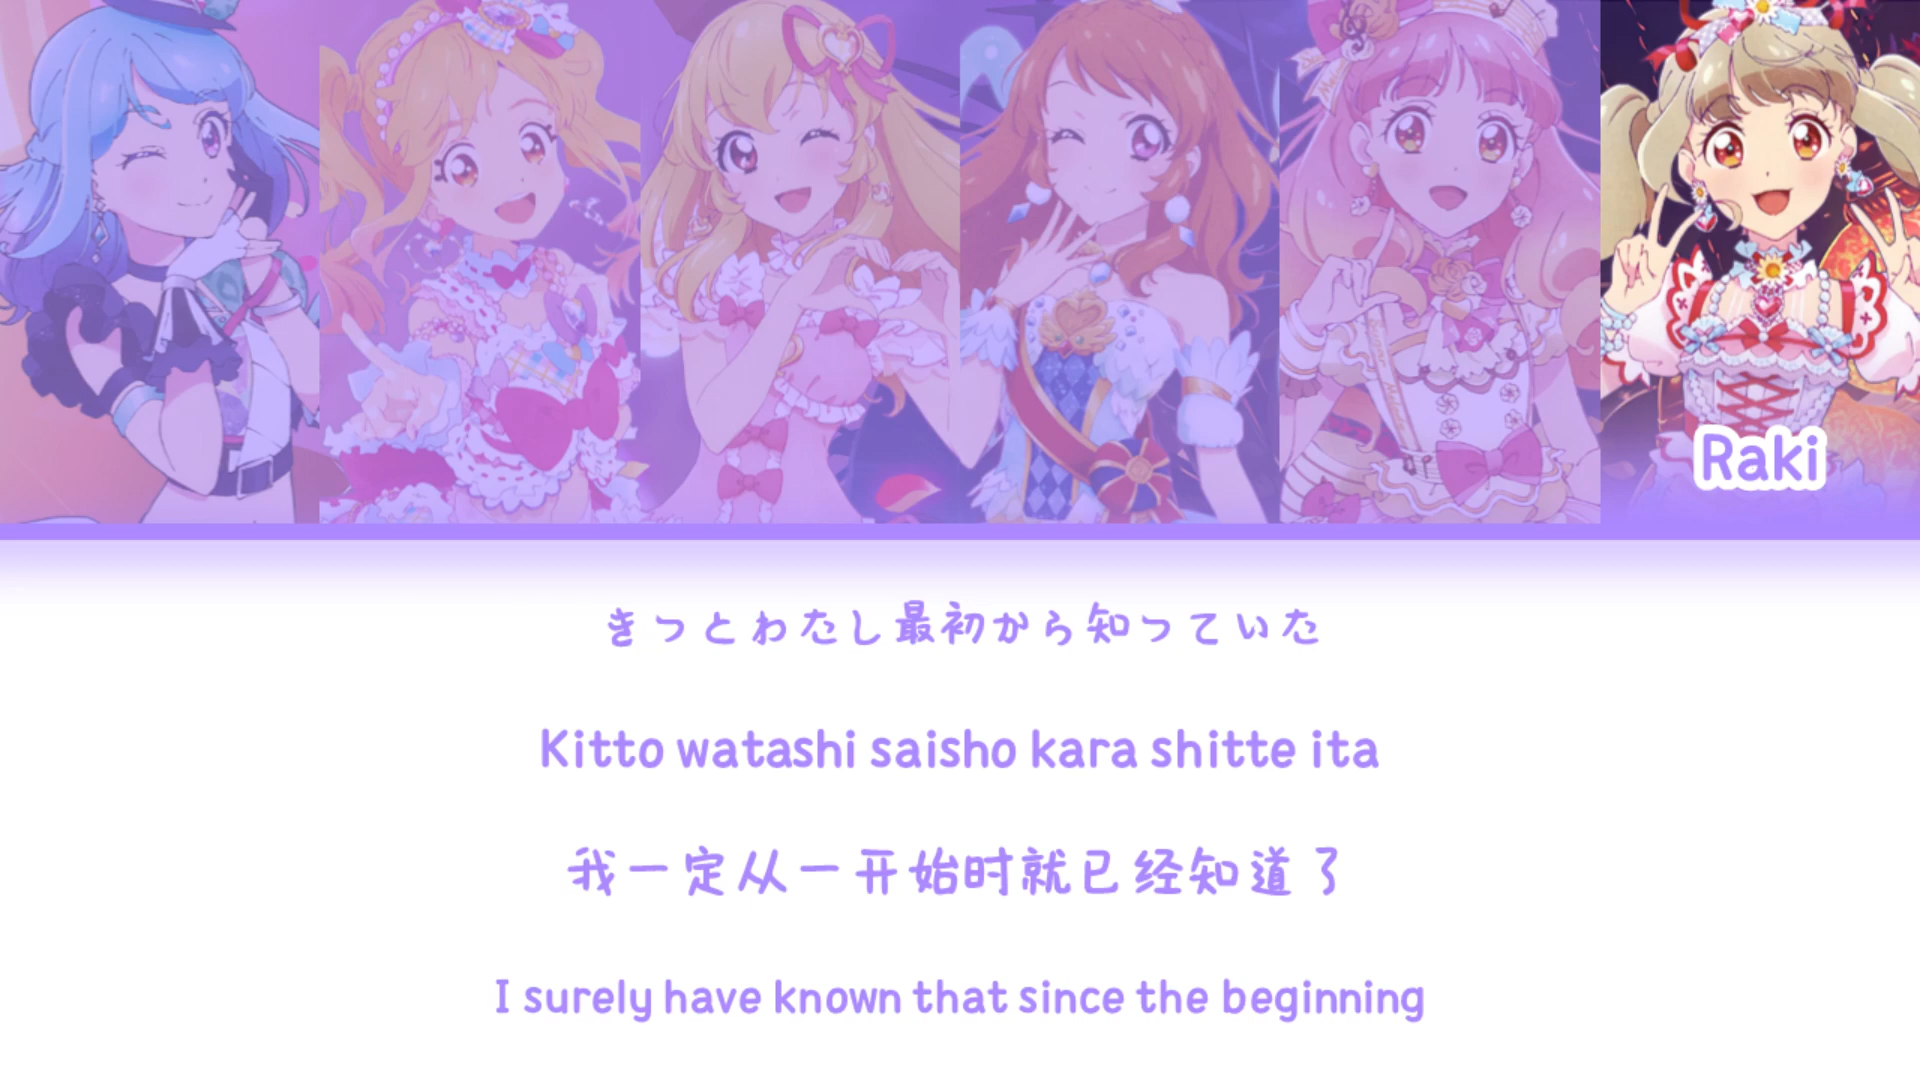 Raki
きっとわたし最初から知っていた
Kitto watashi saisho kara shitte ita
我一定从一开始时就已经知道了
I surely have known that since the beginning